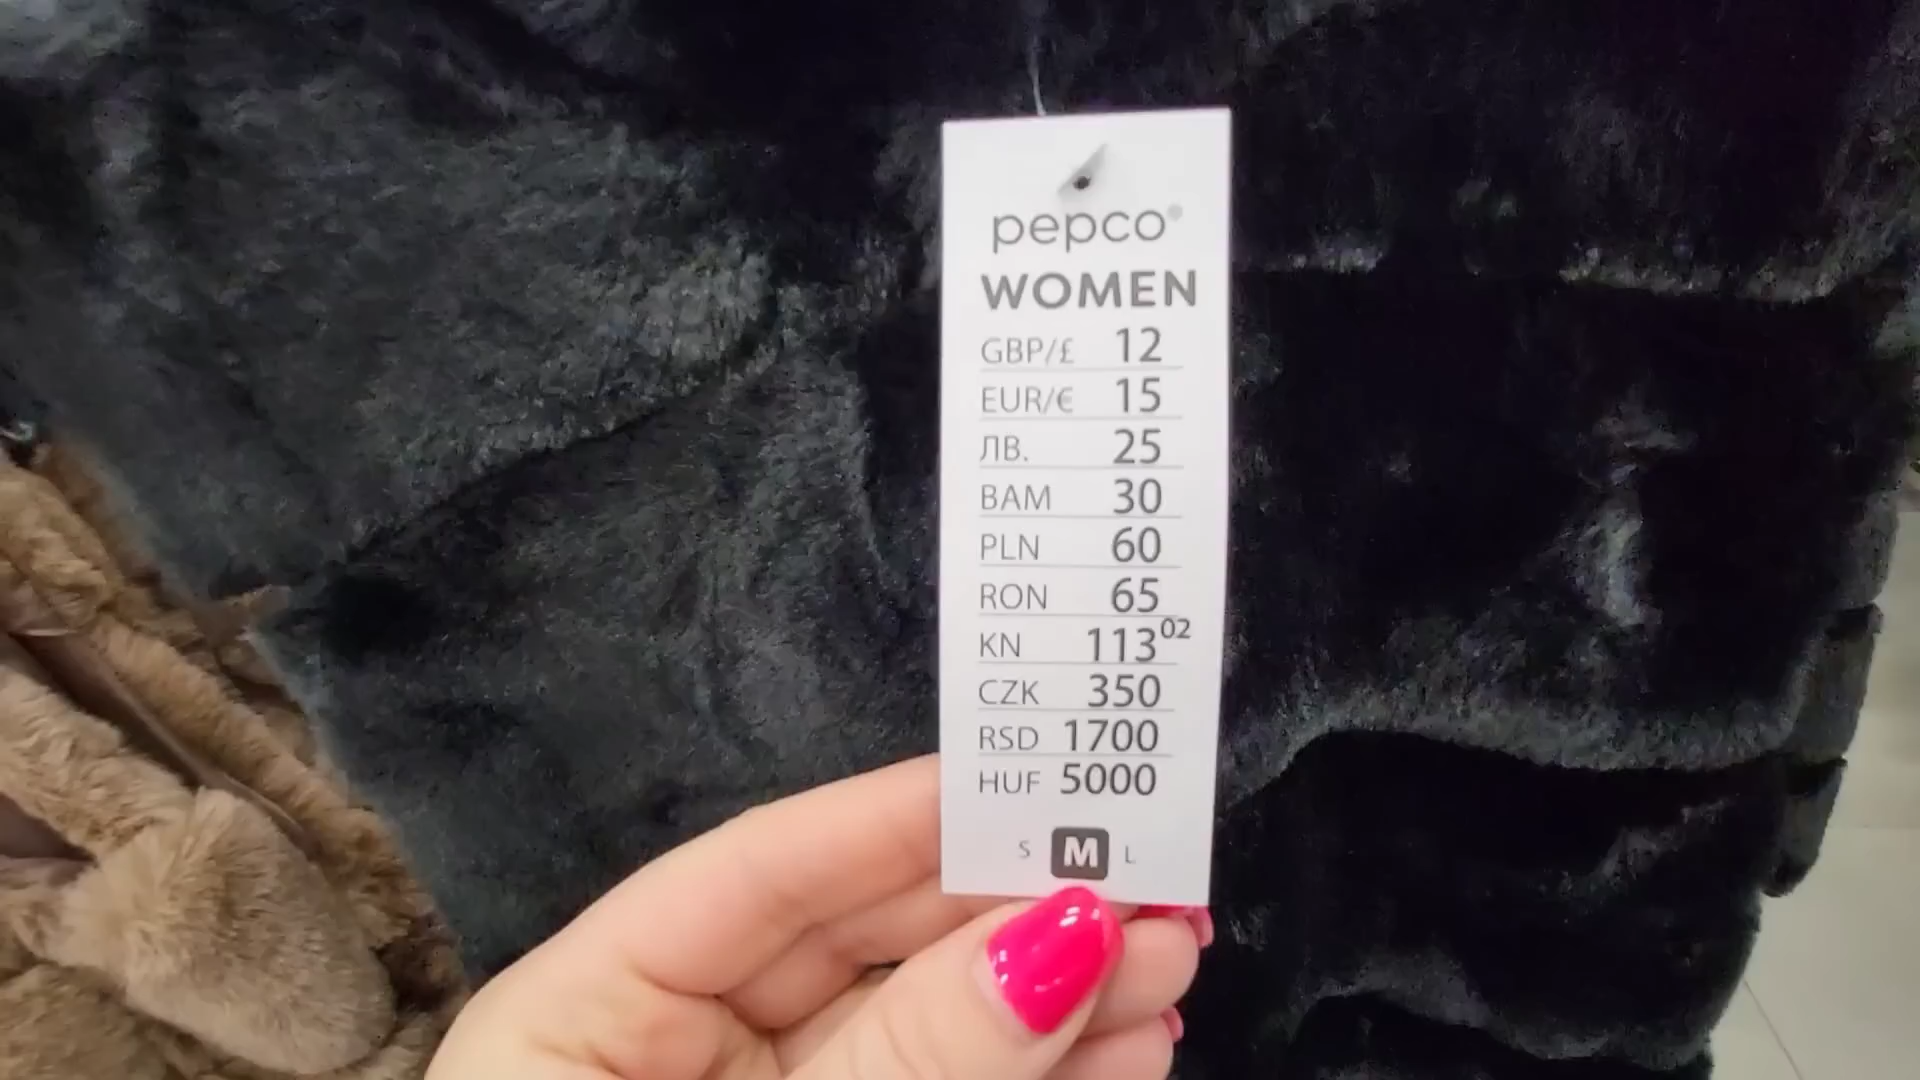 pepco®
WOMEN
GBP/£ 12
EUR/€ 15
ЛВ. 25
BAM 30
PLN 60
RON 65
KN 113⁰²
CZK 350
RSD 1700
HUF 5000
S M L